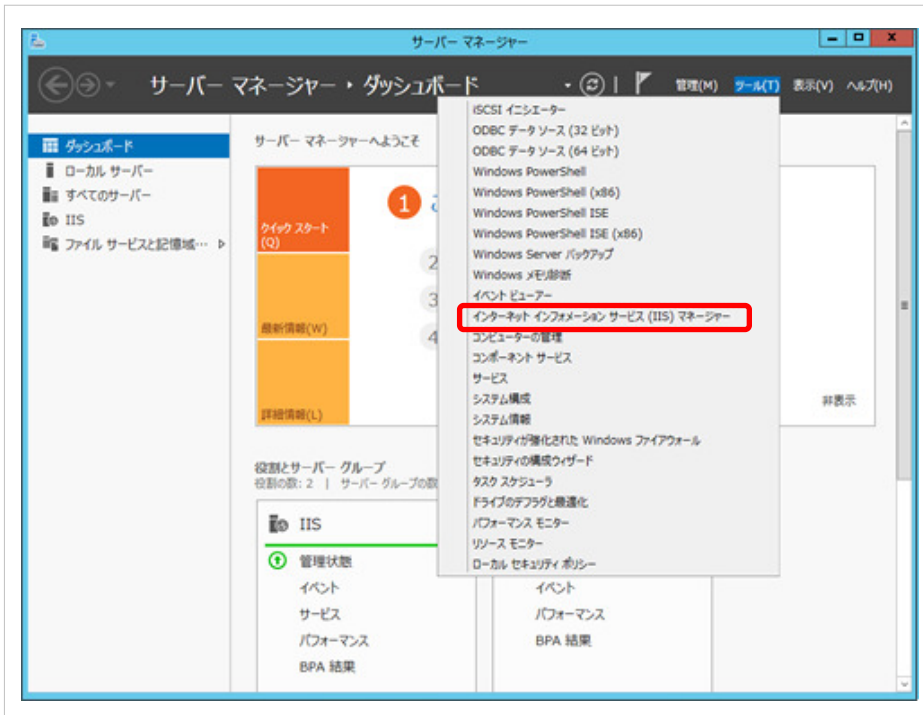 サーバー マネージャー
サーバー マネージャー ・ ダッシュボード
管理(M) ツール(T) 表示(V) ヘルプ(H)
ダッシュボード
ローカル サーバー
すべてのサーバー
IIS
ファイル サービスと記憶域…
サーバー マネージャーへようこそ
クイック スタート
(Q)
最新情報(W)
詳細情報(L)
1
2
3
4
iSCSI イニシエーター
ODBC データ ソース (32 ビット)
ODBC データ ソース (64 ビット)
Windows PowerShell
Windows PowerShell (x86)
Windows PowerShell ISE
Windows PowerShell ISE (x86)
Windows Server バックアップ
Windows メモリ診断
イベント ビューアー
インターネット インフォメーション サービス (IIS) マネージャー
コンピューターの管理
コンポーネント サービス
サービス
システム構成
システム情報
セキュリティが強化された Windows ファイアウォール
セキュリティの構成ウィザード
タスク スケジューラ
ドライブのデフラグと最適化
パフォーマンス モニター
リソース モニター
ローカル セキュリティ ポリシー
非表示
役割とサーバー グループ
役割の数: 2 | サーバー グループの数
IIS
管理状態
イベント
サービス
パフォーマンス
BPA 結果
イベント
パフォーマンス
BPA 結果